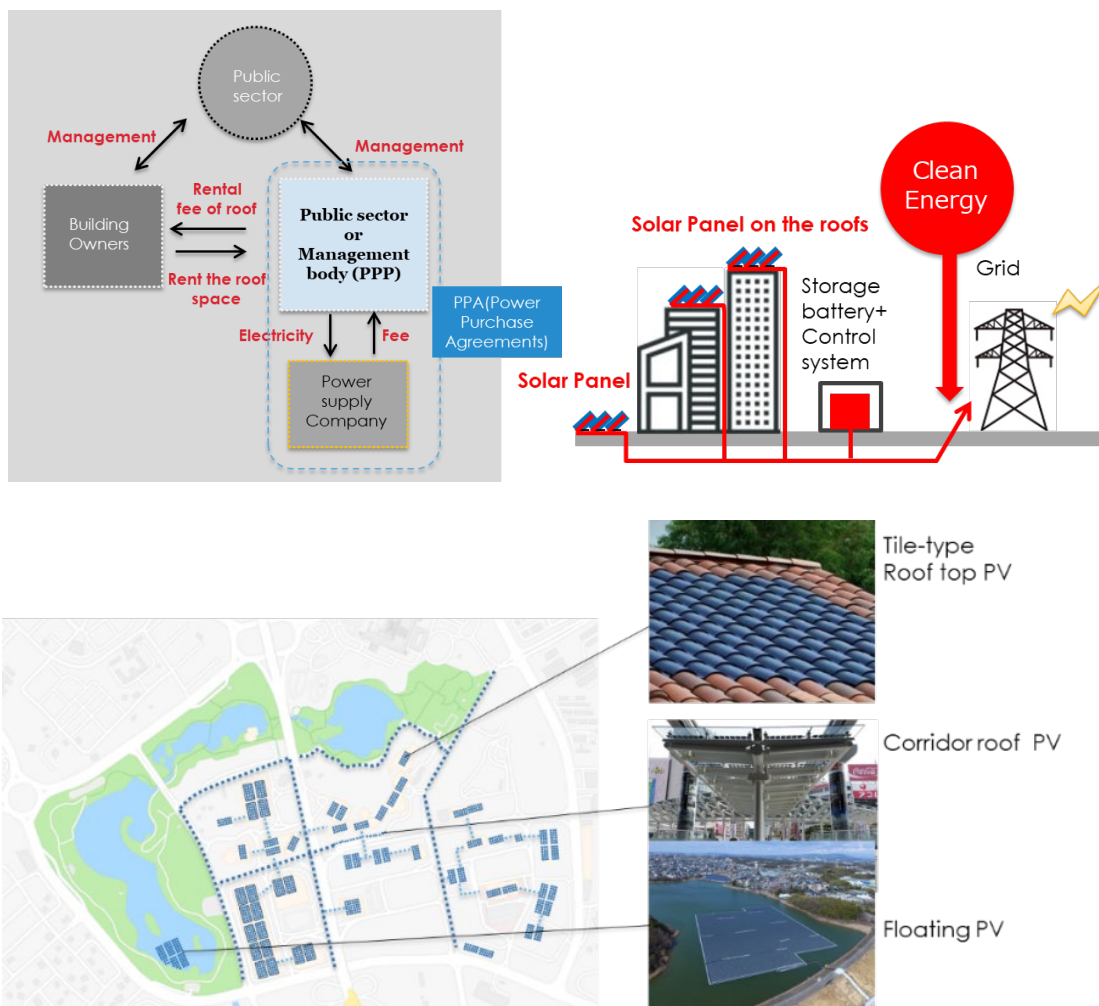 Public
sector
Management
Management
Rental
fee of roof
Building
Owners
Public sector
or
Management
body (PPP)
Rent the roof
space
PPA(Power
Purchase
Agreements)
Electricity
Fee
Power
supply
Company
Clean
Energy
Solar Panel on the roofs
Grid
Storage
battery+
Control
system
Solar Panel
Tile-type
Roof top PV
Corridor roof PV
Coca-Cola
Floating PV